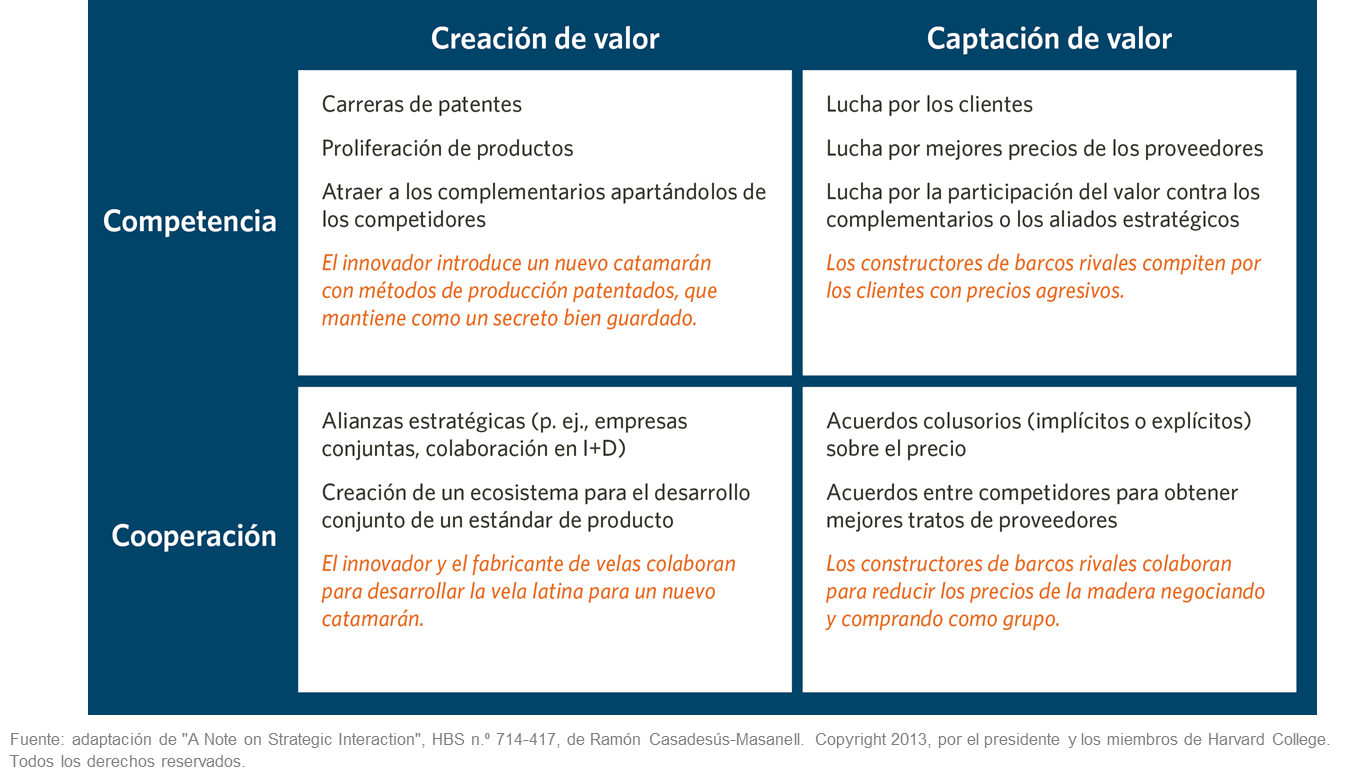 Creación de valor
Captación de valor
Competencia
Carreras de patentes
Proliferación de productos
Atraer a los complementarios apartándolos de
los competidores
El innovador introduce un nuevo catamarán
con métodos de producción patentados, que
mantiene como un secreto bien guardado.
Lucha por los clientes
Lucha por mejores precios de los proveedores
Lucha por la participación del valor contra los
complementarios o los aliados estratégicos
Los constructores de barcos rivales compiten por
los clientes con precios agresivos.
Cooperación
Alianzas estratégicas (p. ej., empresas
conjuntas, colaboración en I+D)
Creación de un ecosistema para el desarrollo
conjunto de un estándar de producto
El innovador y el fabricante de velas colaboran
para desarrollar la vela latina para un nuevo
catamarán.
Acuerdos colusorios (implícitos o explícitos)
sobre el precio
Acuerdos entre competidores para obtener
mejores tratos de proveedores
Los constructores de barcos rivales colaboran
para reducir los precios de la madera negociando
y comprando como grupo.
Fuente: adaptación de "A Note on Strategic Interaction", HBS n.º 714-417, de Ramón Casadesús-Masanell. Copyright 2013, por el presidente y los miembros de Harvard College.
Todos los derechos reservados.